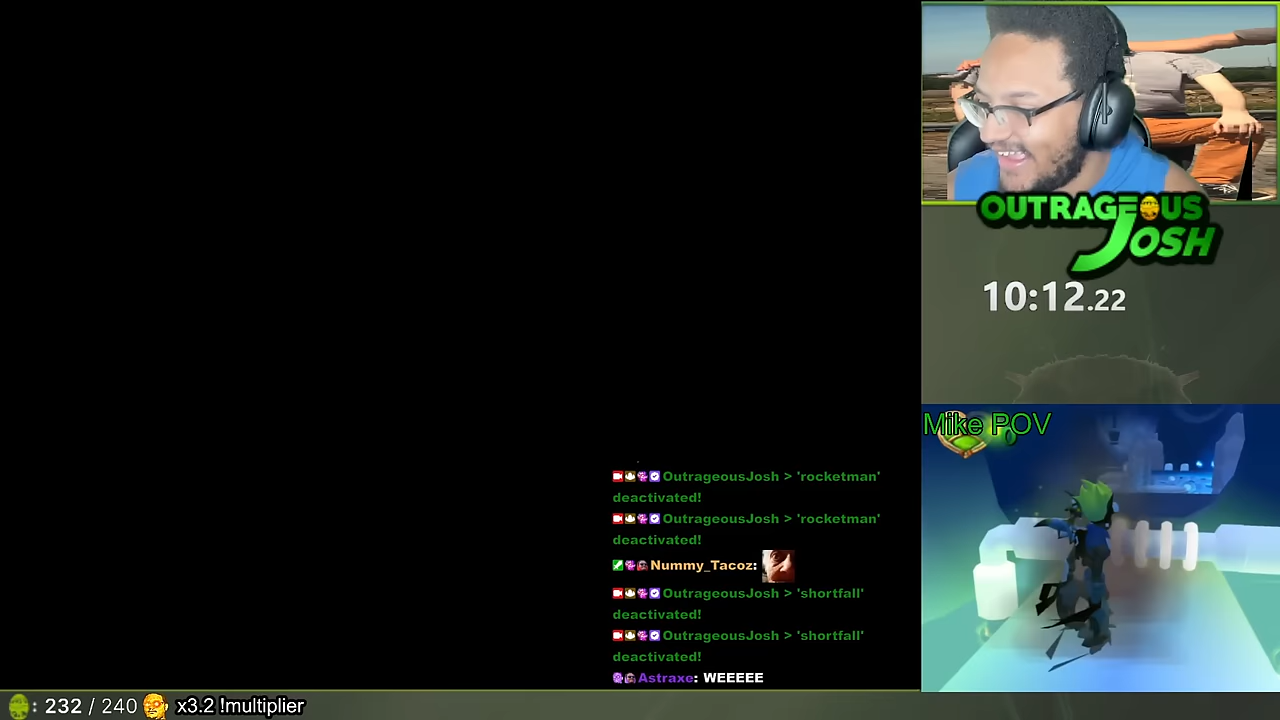 OUTRAGEOUS
JOSH
10:12.22
Mike POV
OutrageousJosh > 'rocketman'
deactivated!
OutrageousJosh > 'rocketman'
deactivated!
Nummy_Tacoz:
OutrageousJosh > 'shortfall'
deactivated!
OutrageousJosh > 'shortfall'
deactivated!
Astraxe: WEEEEE
: 232 / 240 x3.2 !multiplier